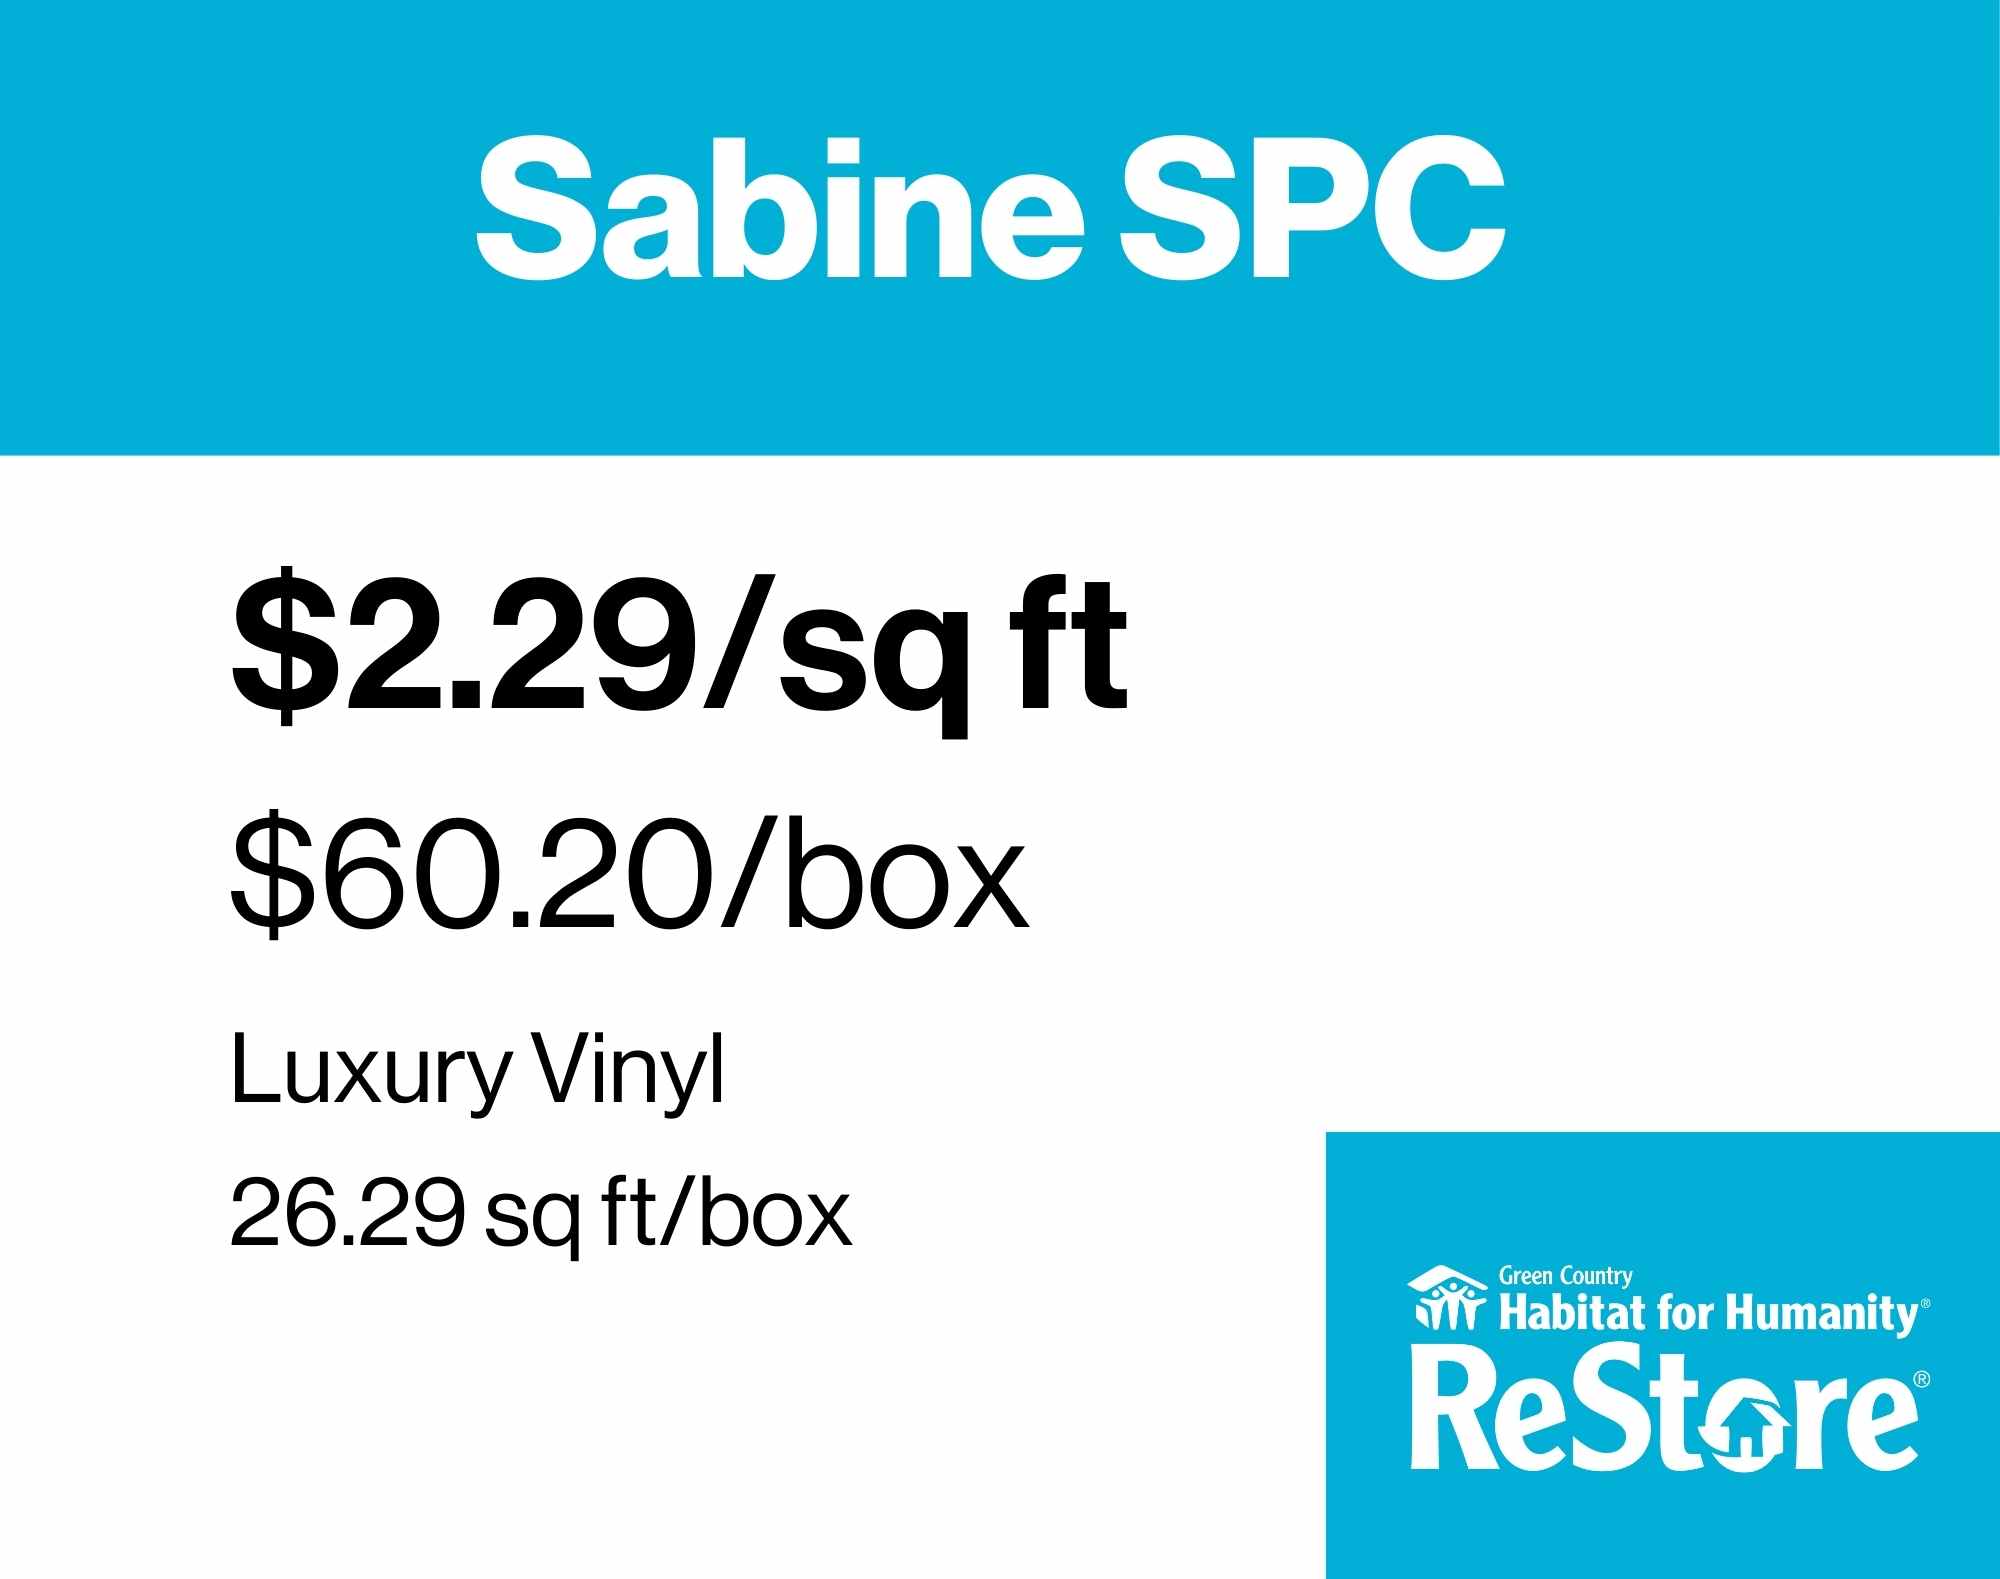 Sabine SPC
$2.29/sq ft
$60.20/box
Luxury Vinyl
26.29 sq ft/box
Green Country
Habitat for Humanity®
ReStore®